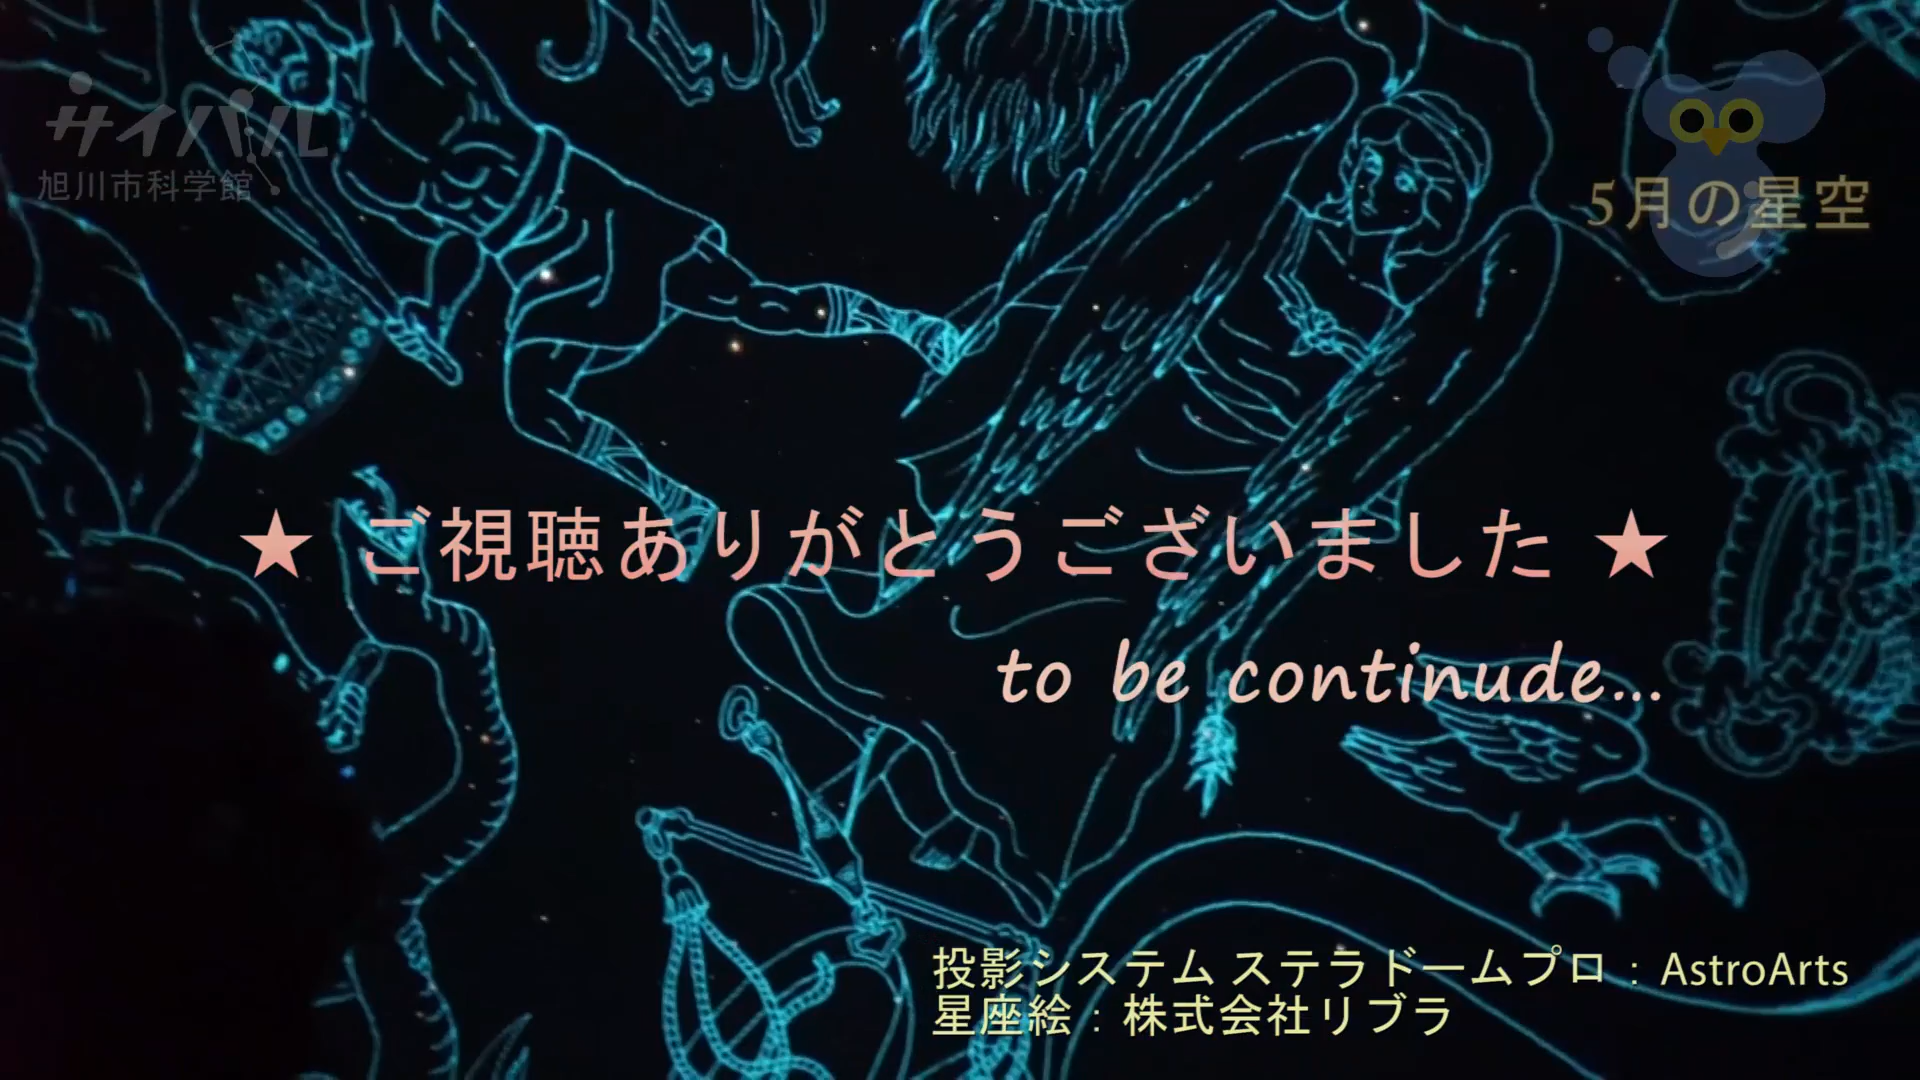 サイパル
旭川市科学館
5月の星空
★ ご視聴ありがとうございました ★
to be continude...
投影システム ステラドームプロ：AstroArts
星座絵：株式会社リブラ